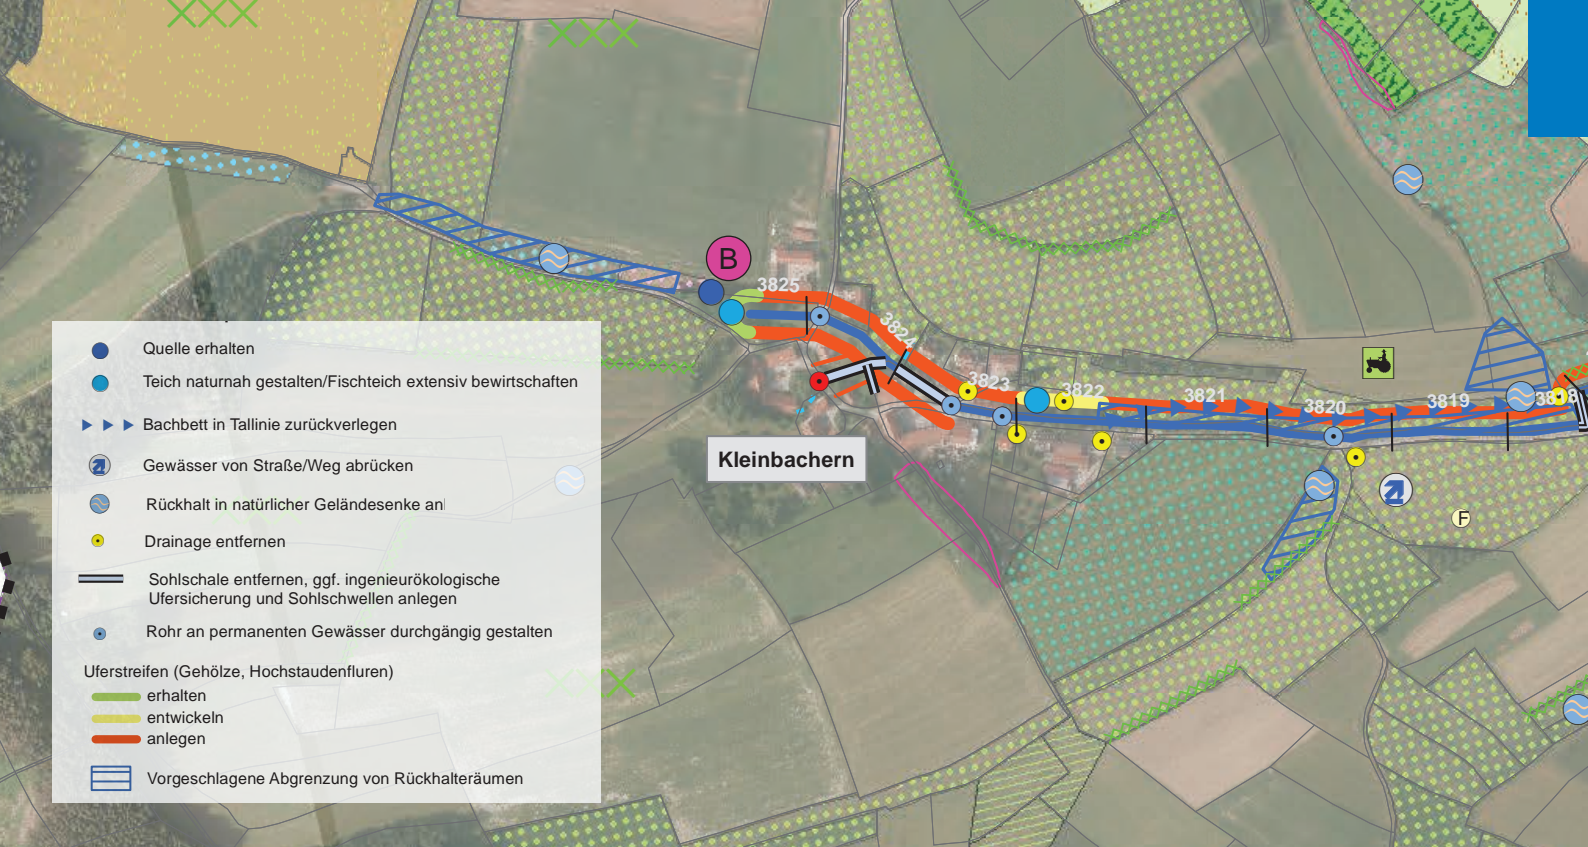 B
3825
3824
3823
3822
3821
3820
3819
3818
Kleinbachern
F
Quelle erhalten
Teich naturnah gestalten/Fischteich extensiv bewirtschaften
Bachbett in Tallinie zurückverlegen
Gewässer von Straße/Weg abrücken
Rückhalt in natürlicher Geländesenke an
Drainage entfernen
Sohlschale entfernen, ggf. ingenieurökologische
Ufersicherung und Sohlschwellen anlegen
Rohr an permanenten Gewässer durchgängig gestalten
Uferstreifen (Gehölze, Hochstaudenfluren)
erhalten
entwickeln
anlegen
Vorgeschlagene Abgrenzung von Rückhalteräumen